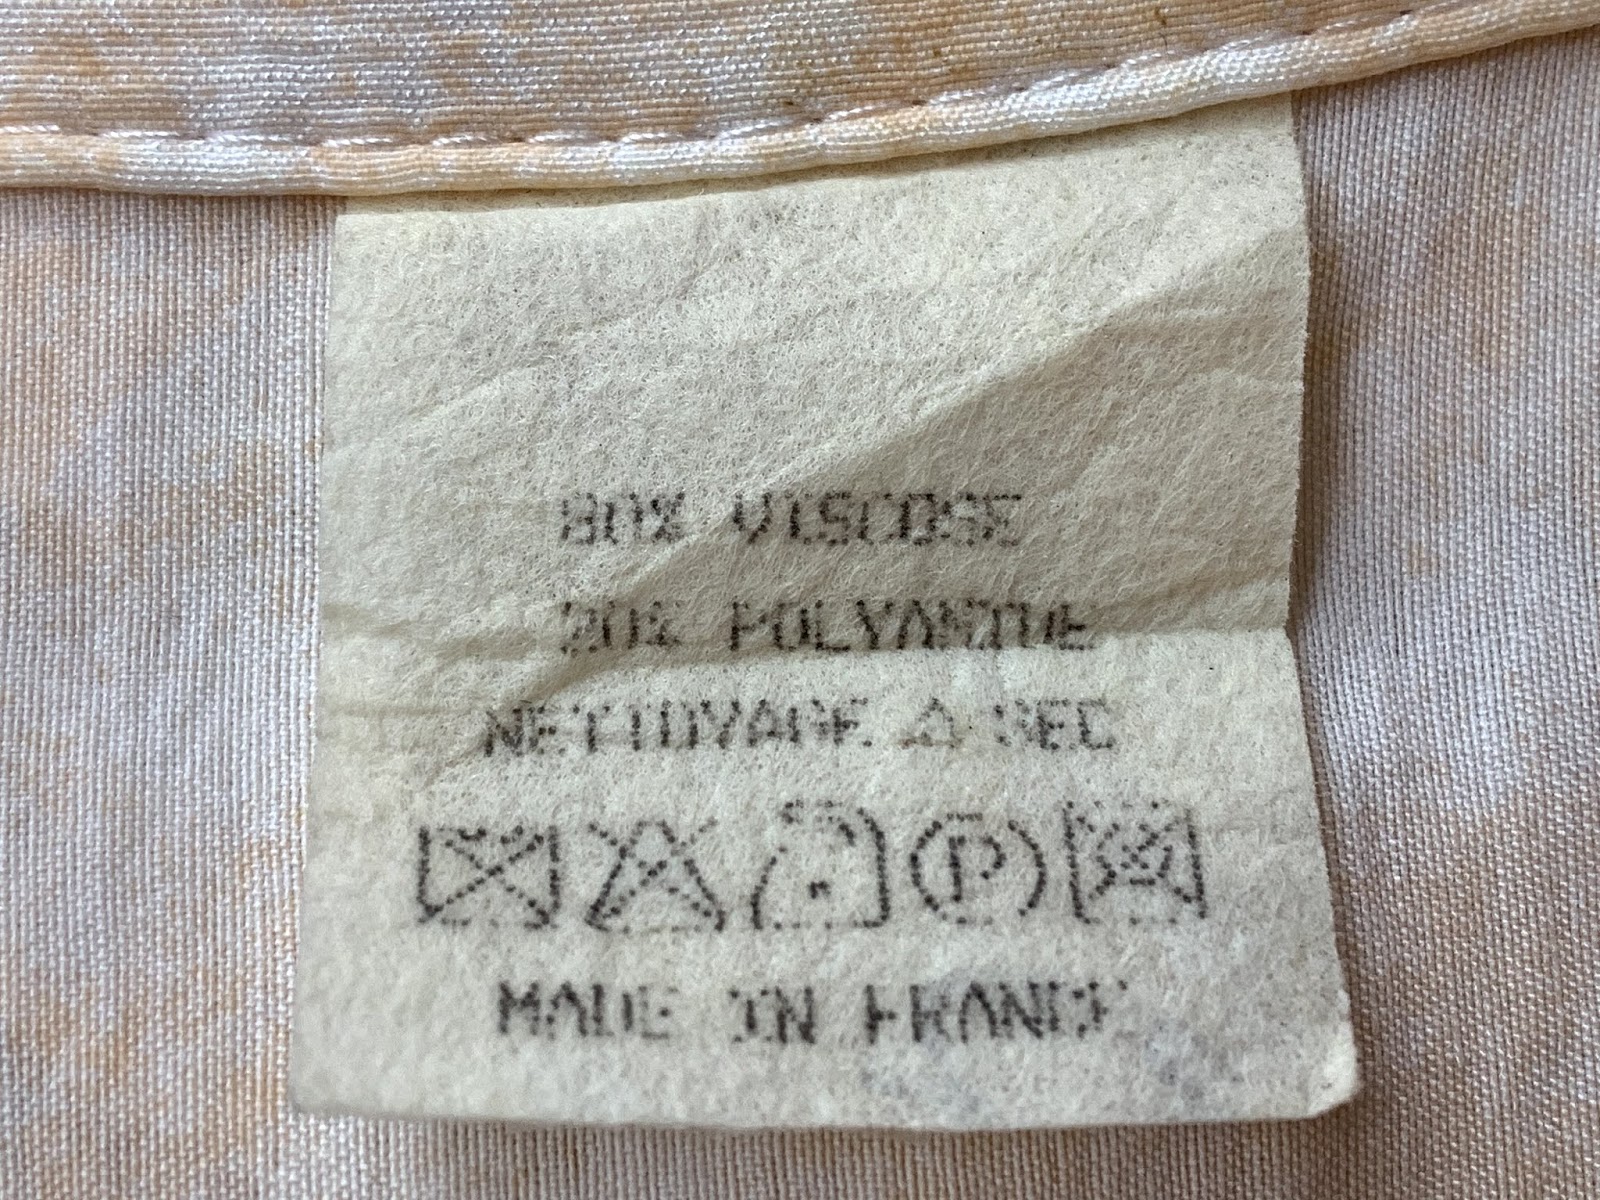 80% VISCOSE
20% POLYAMIDE
NETTOYAGE A SEC
P
MADE IN FRANCE